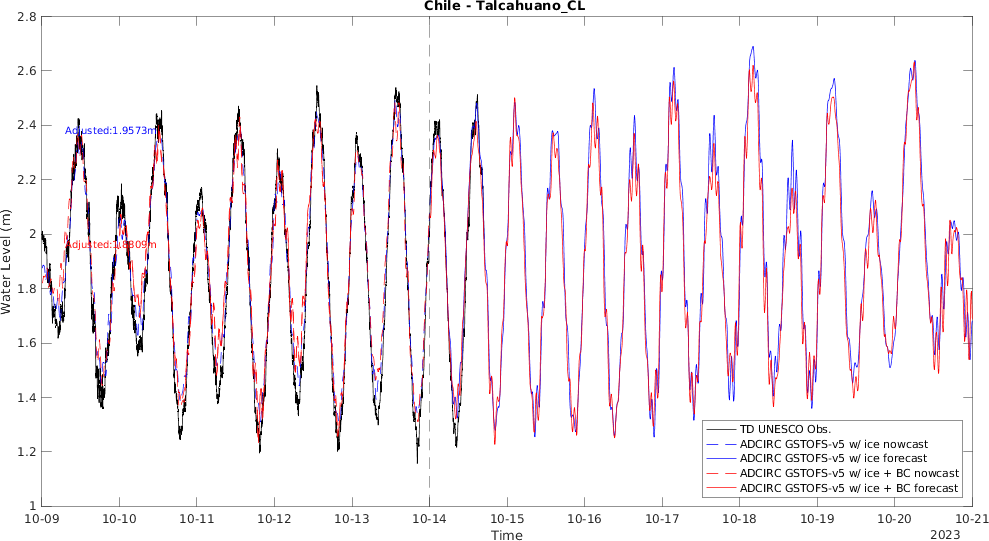 Chile - Talcahuano_CL
2.8
2.6
2.4
2.2
2
1.8
1.6
1.4
1.2
1
Water Level (m)
Adjusted:1.9573m
Adjusted:1.8809m
TD UNESCO Obs.
ADCIRC GSTOFS-v5 w/ ice nowcast
ADCIRC GSTOFS-v5 w/ ice forecast
ADCIRC GSTOFS-v5 w/ ice + BC nowcast
ADCIRC GSTOFS-v5 w/ ice + BC forecast
10-09 10-10 10-11 10-12 10-13 10-14 10-15 10-16 10-17 10-18 10-19 10-20 10-21
Time
2023